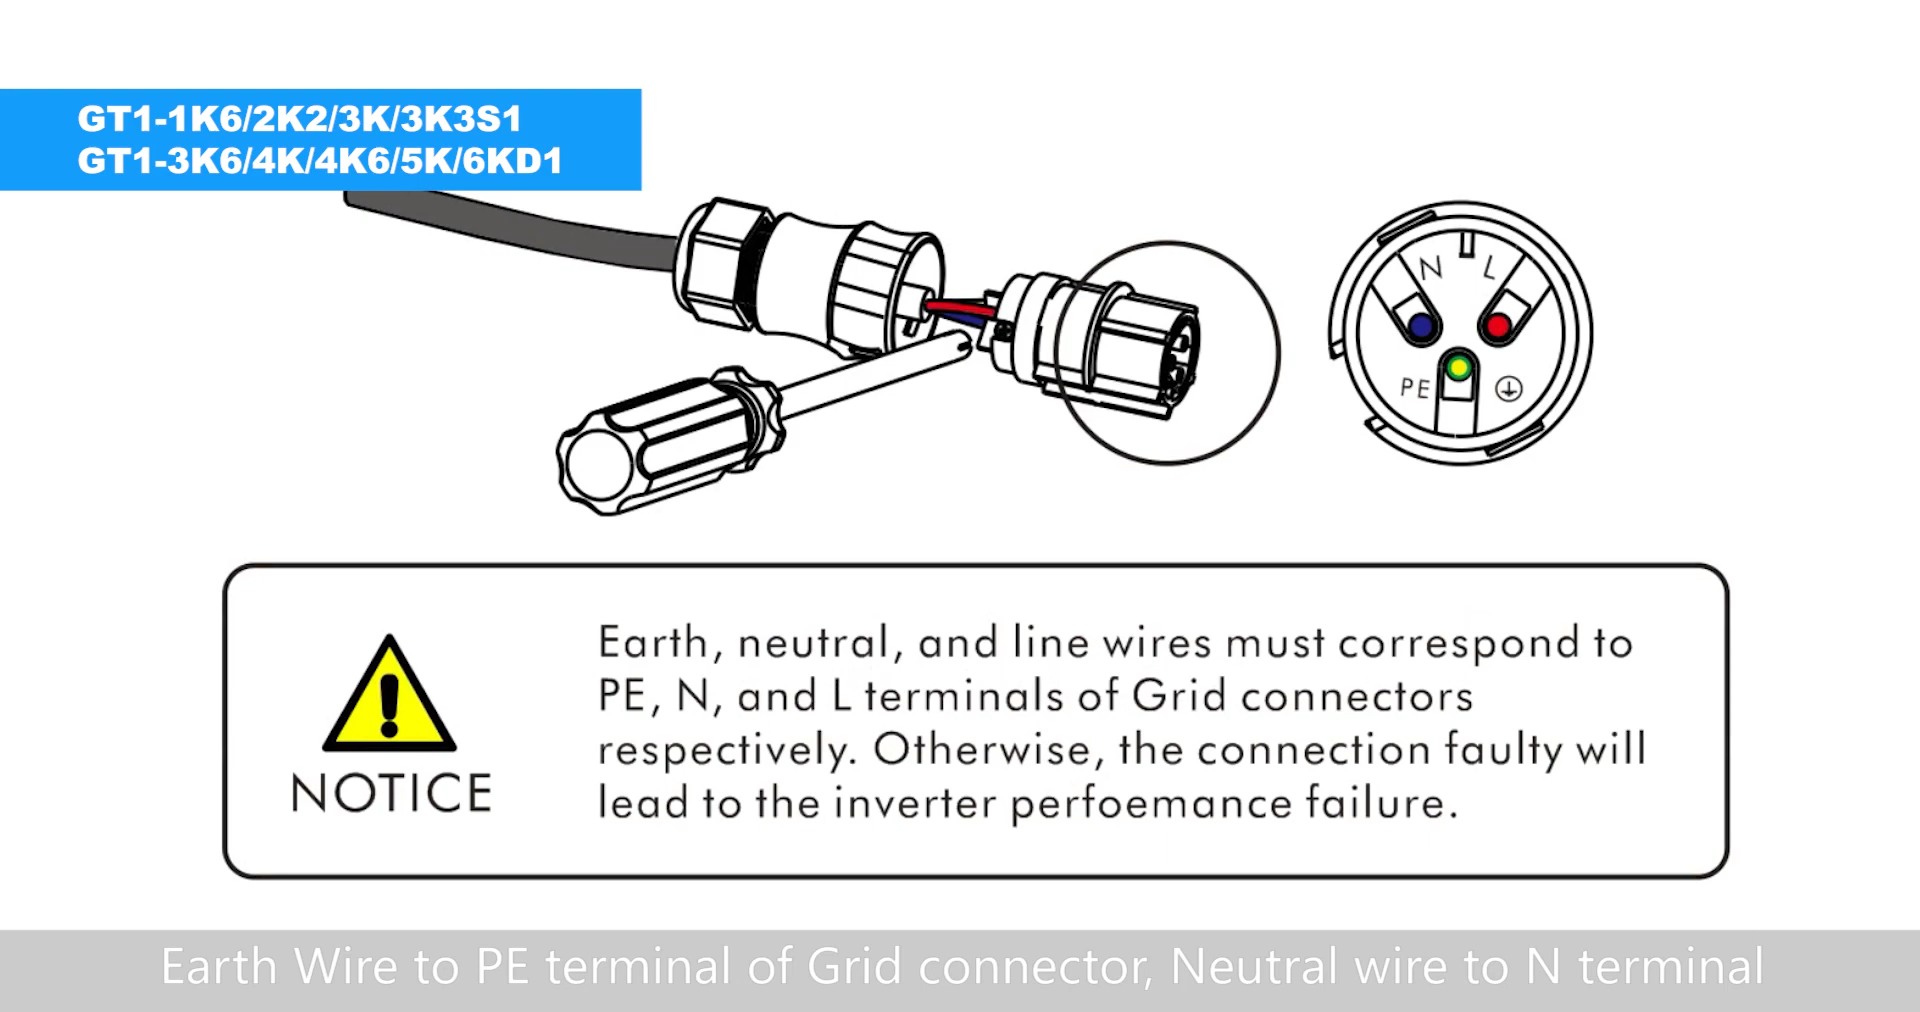 GT1-1K6/2K2/3K/3K3S1
GT1-3K6/4K/4K6/5K/6KD1
N L
PE
NOTICE
Earth, neutral, and line wires must correspond to
PE, N, and L terminals of Grid connectors
respectively. Otherwise, the connection faulty will
lead to the inverter perfoemance failure.
Earth Wire to PE terminal of Grid connector, Neutral wire to N terminal